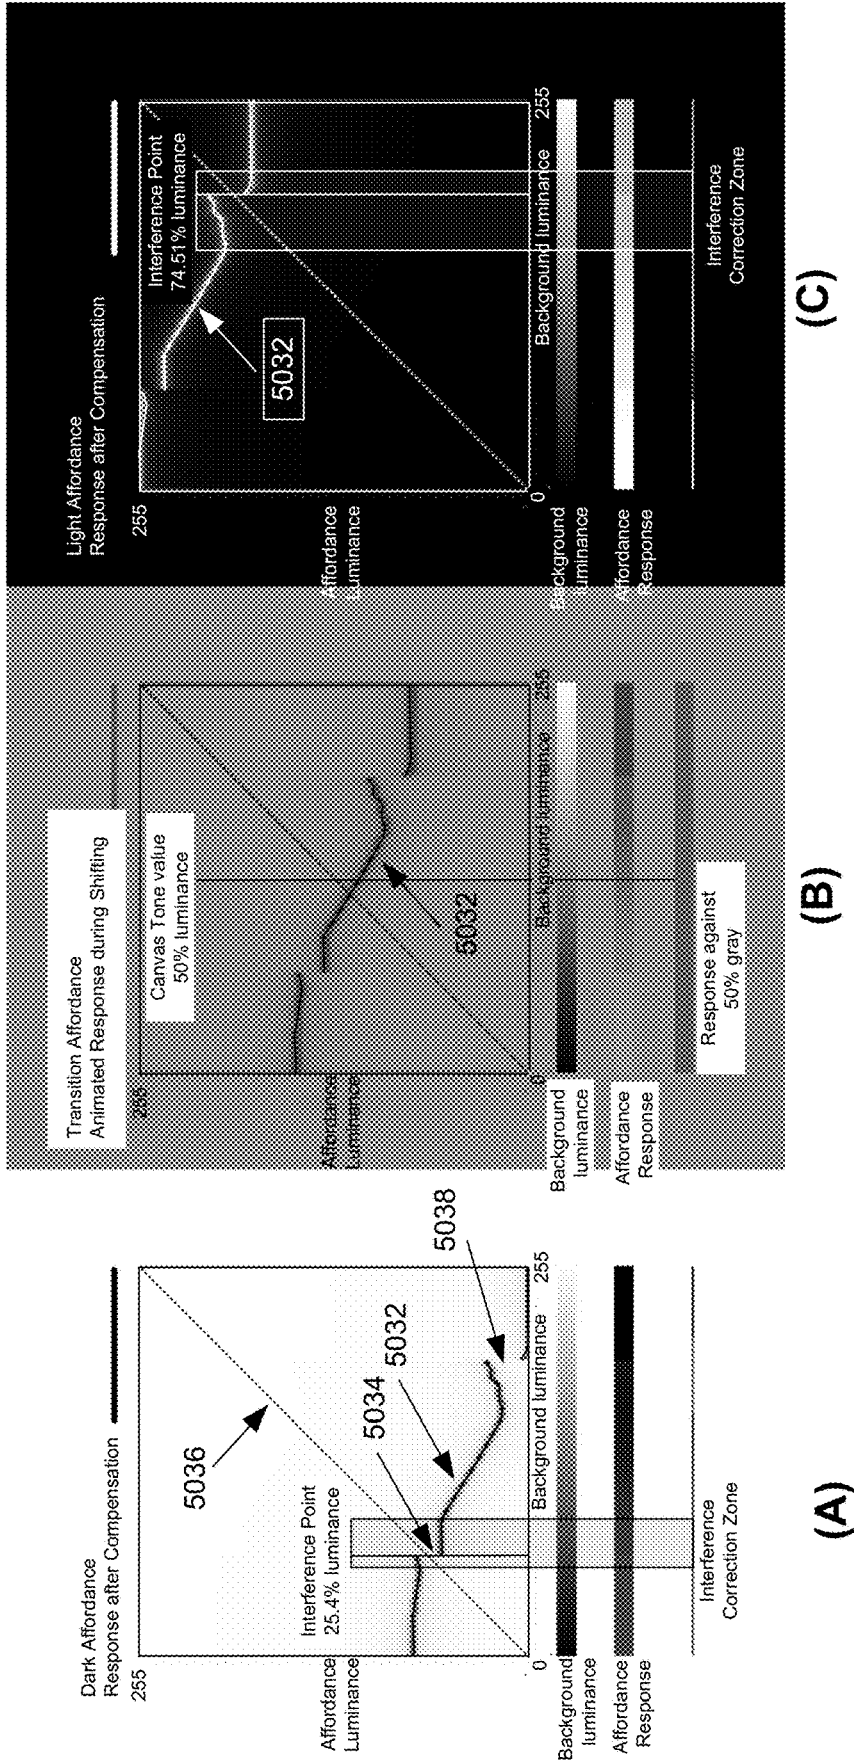 Dark Affordance
Response after Compensation
255
5036
Interference Point
25.4% luminance
5034
5032
5038
Affordance
Luminance
0
Background luminance
255
Background
luminance
Affordance
Response
Interference
Correction Zone
(A)
Transition Affordance
Animated Response during Shifting
255
Canvas Tone value
50% luminance
5032
Affordance
Luminance
0
Background luminance
255
Background
luminance
Affordance
Response
Response against
50% gray
(B)
Light Affordance
Response after Compensation
255
Interference Point
74.51% luminance
5032
Affordance
Luminance
0
Background luminance
255
Background
luminance
Affordance
Response
Interference
Correction Zone
(C)